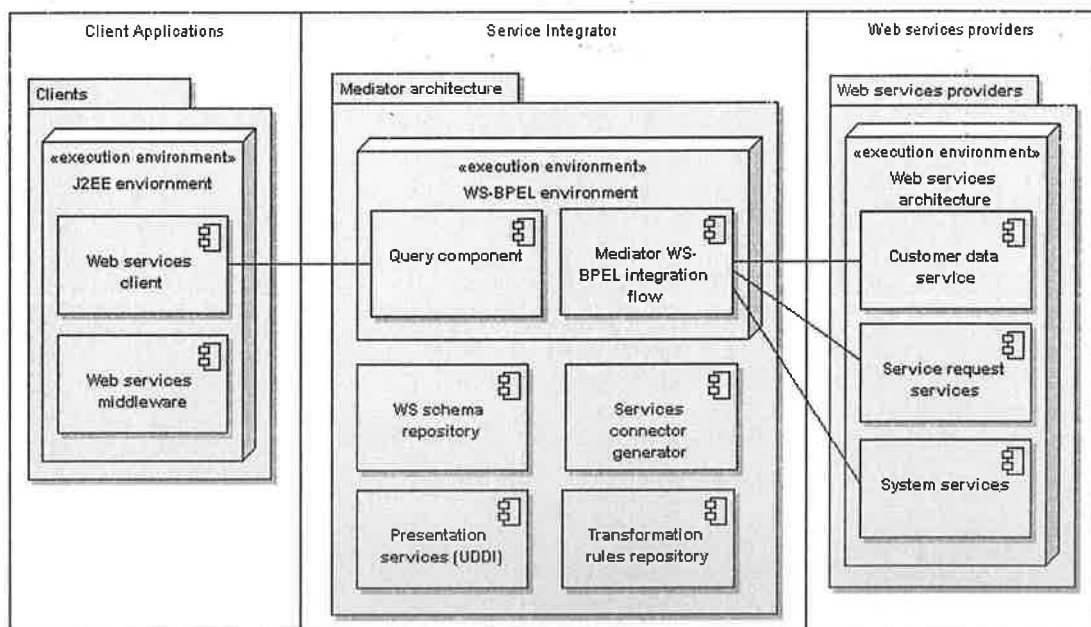 Client Applications
Service Integrator
Web services providers
Clients
«execution environment»
J2EE enviornment
Web services
client
Web services
middleware
Mediator architecture
«execution environment»
WS-BPEL environment
Query component
Mediator WS-
BPEL integration
flow
WS schema
repository
Services
connector
generator
Presentation
services (UDDI)
Transformation
rules repository
Web services providers
«execution environment»
Web services
architecture
Customer data
service
Service request
services
System services